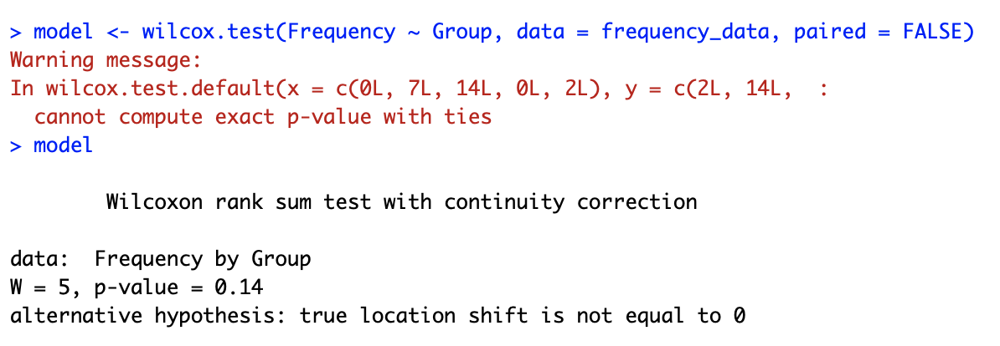 > model <- wilcox.test(Frequency ~ Group, data = frequency_data, paired = FALSE)
Warning message:
In wilcox.test.default(x = c(0L, 7L, 14L, 0L, 2L), y = c(2L, 14L,  :
  cannot compute exact p-value with ties
> model
Wilcoxon rank sum test with continuity correction
data:  Frequency by Group
W = 5, p-value = 0.14
alternative hypothesis: true location shift is not equal to 0